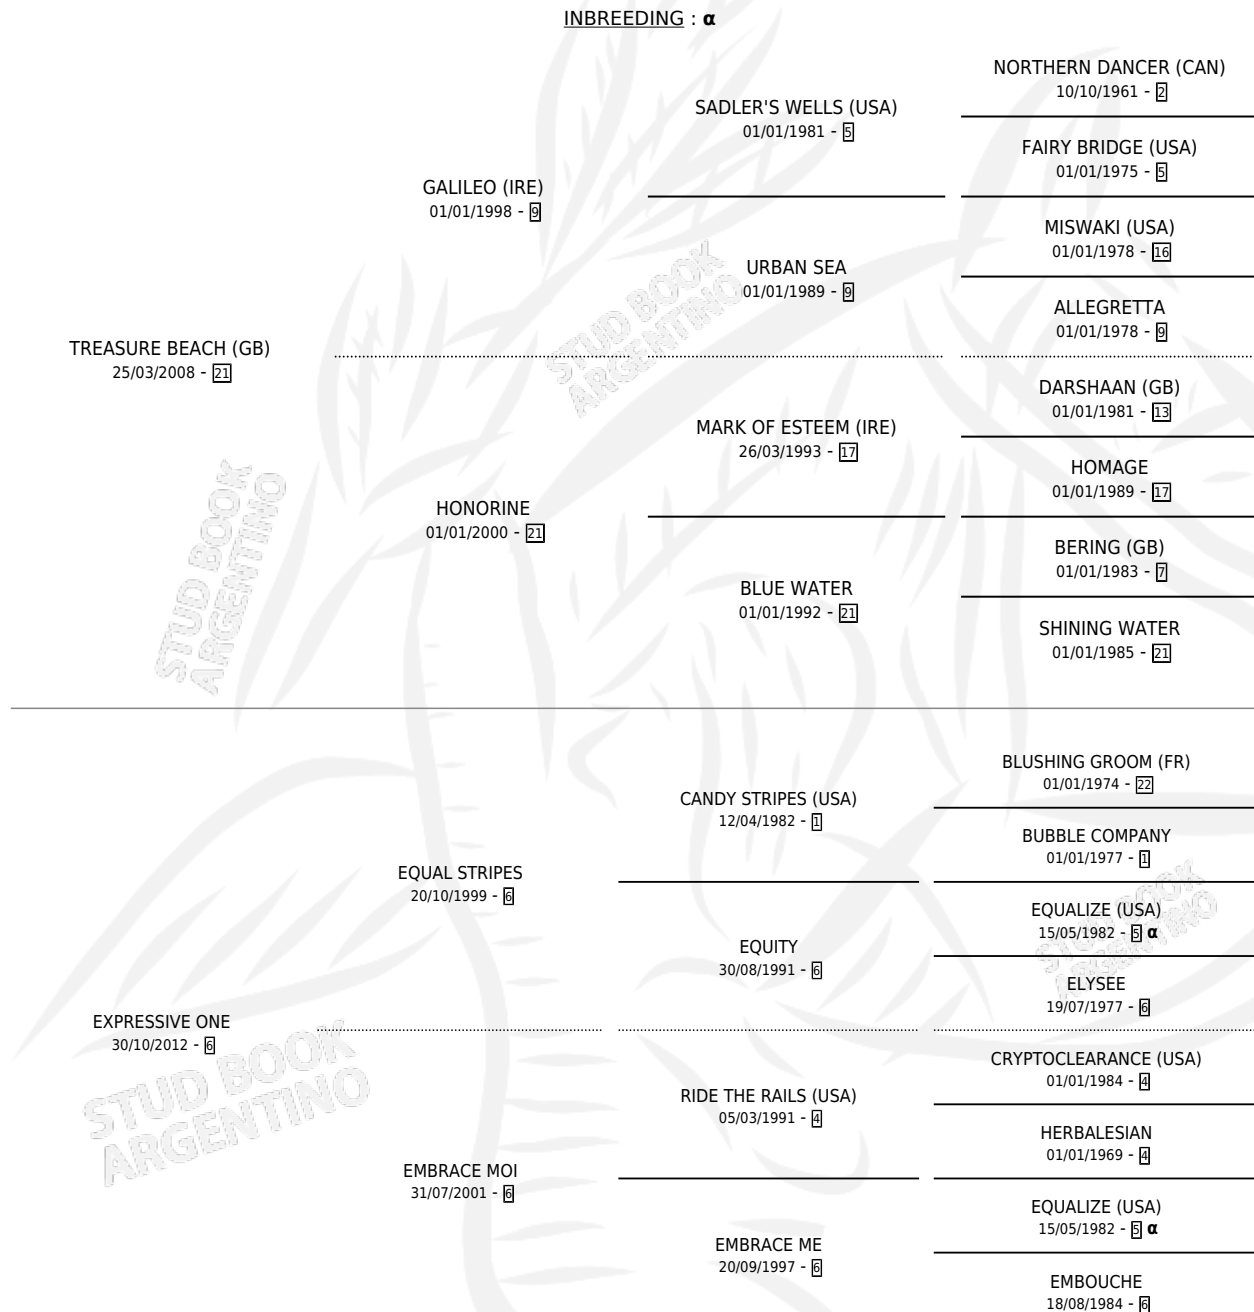 INBREEDING : α
NORTHERN DANCER (CAN)
10/10/1961 - 2
SADLER'S WELLS (USA)
01/01/1981 - 5
FAIRY BRIDGE (USA)
01/01/1975 - 5
GALILEO (IRE)
01/01/1998 - 9
MISWAKI (USA)
01/01/1978 - 16
URBAN SEA
01/01/1989 - 9
ALLEGRETTA
01/01/1978 - 9
TREASURE BEACH (GB)
25/03/2008 - 21
DARSHAAN (GB)
01/01/1981 - 13
MARK OF ESTEEM (IRE)
26/03/1993 - 17
HOMAGE
01/01/1989 - 17
HONORINE
01/01/2000 - 21
BERING (GB)
01/01/1983 - 7
BLUE WATER
01/01/1992 - 21
SHINING WATER
01/01/1985 - 21
BLUSHING GROOM (FR)
01/01/1974 - 22
CANDY STRIPES (USA)
12/04/1982 - 1
BUBBLE COMPANY
01/01/1977 - 1
EQUAL STRIPES
20/10/1999 - 6
EQUALIZE (USA)
15/05/1982 - 5 α
EQUITY
30/08/1991 - 6
ELYSEE
19/07/1977 - 6
EXPRESSIVE ONE
30/10/2012 - 6
CRYPTOCLEARANCE (USA)
01/01/1984 - 4
RIDE THE RAILS (USA)
05/03/1991 - 4
HERBALESIAN
01/01/1969 - 4
EMBRACE MOI
31/07/2001 - 6
EQUALIZE (USA)
15/05/1982 - 5 α
EMBRACE ME
20/09/1997 - 6
EMBOUCHE
18/08/1984 - 6
STUD BOOK
ARGENTINO
STUD BOOK
ARGENTINO
STUD BOOK
ARGENTINO
STUD BOOK
ARGENTINO